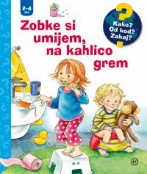 2-4
Kako?
Od kod?
Zakaj?
Zobke si
umijem,
na kahlico
grem